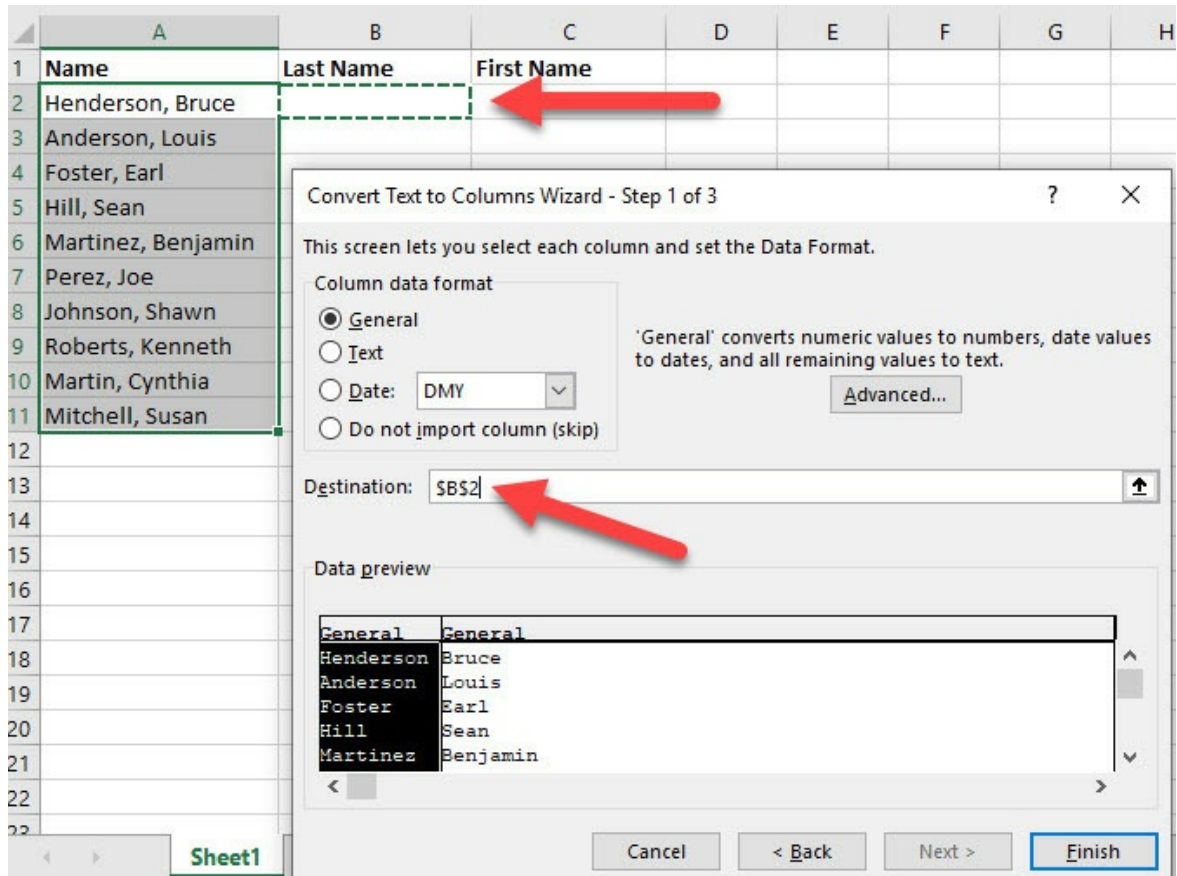 A B C D E F G H
1 Name Last Name First Name
2 Henderson, Bruce
3 Anderson, Louis
4 Foster, Earl
5 Hill, Sean
6 Martinez, Benjamin
7 Perez, Joe
8 Johnson, Shawn
9 Roberts, Kenneth
10 Martin, Cynthia
11 Mitchell, Susan
12
13
14
15
16
17
18
19
20
21
22
23
Convert Text to Columns Wizard - Step 1 of 3 ?
This screen lets you select each column and set the Data Format.
Column data format
General
Text
Date: DMY
Do not import column (skip)
'General' converts numeric values to numbers, date values
to dates, and all remaining values to text.
Advanced...
Destination: $B$2
Data preview
General General
Henderson Bruce
Anderson Louis
Foster Earl
Hill Sean
Martinez Benjamin
Cancel < Back Next > Finish
Sheet1